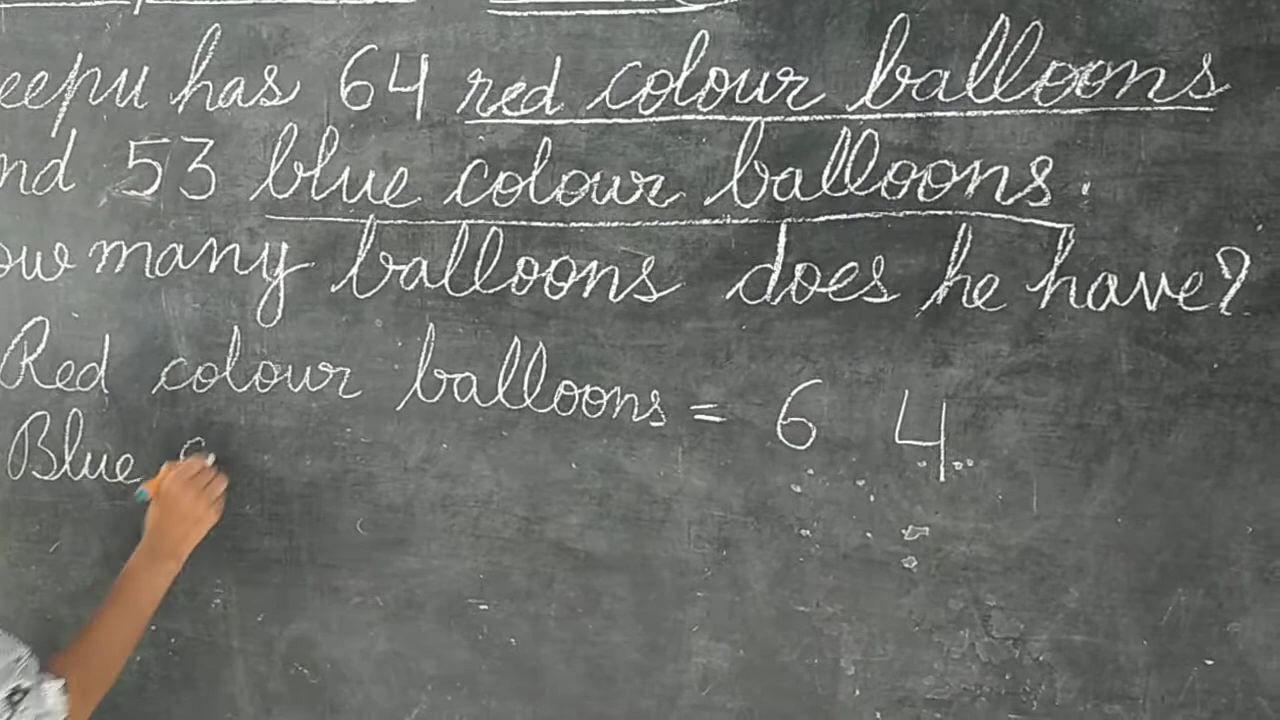 eepu has 64 red colour balloons
nd 53 blue colour balloons.
ow many balloons does he have?
Red colour balloons = 6 4
Blue